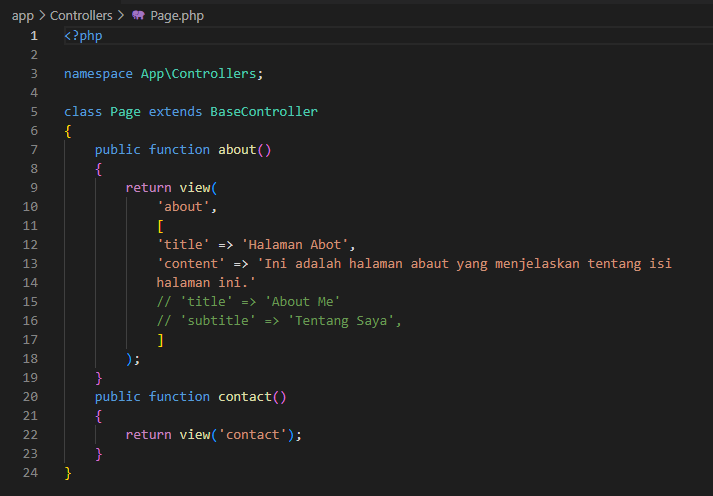 app > Controllers > Page.php
1 <?php
2
3 namespace App\Controllers;
4
5 class Page extends BaseController
6 {
7     public function about()
8     {
9         return view(
10             'about',
11             [
12             'title' => 'Halaman Abot',
13             'content' => 'Ini adalah halaman abaut yang menjelaskan tentang isi
14             halaman ini.'
15             // 'title' => 'About Me'
16             // 'subtitle' => 'Tentang Saya',
17             ]
18         );
19     }
20     public function contact()
21     {
22         return view('contact');
23     }
24 }